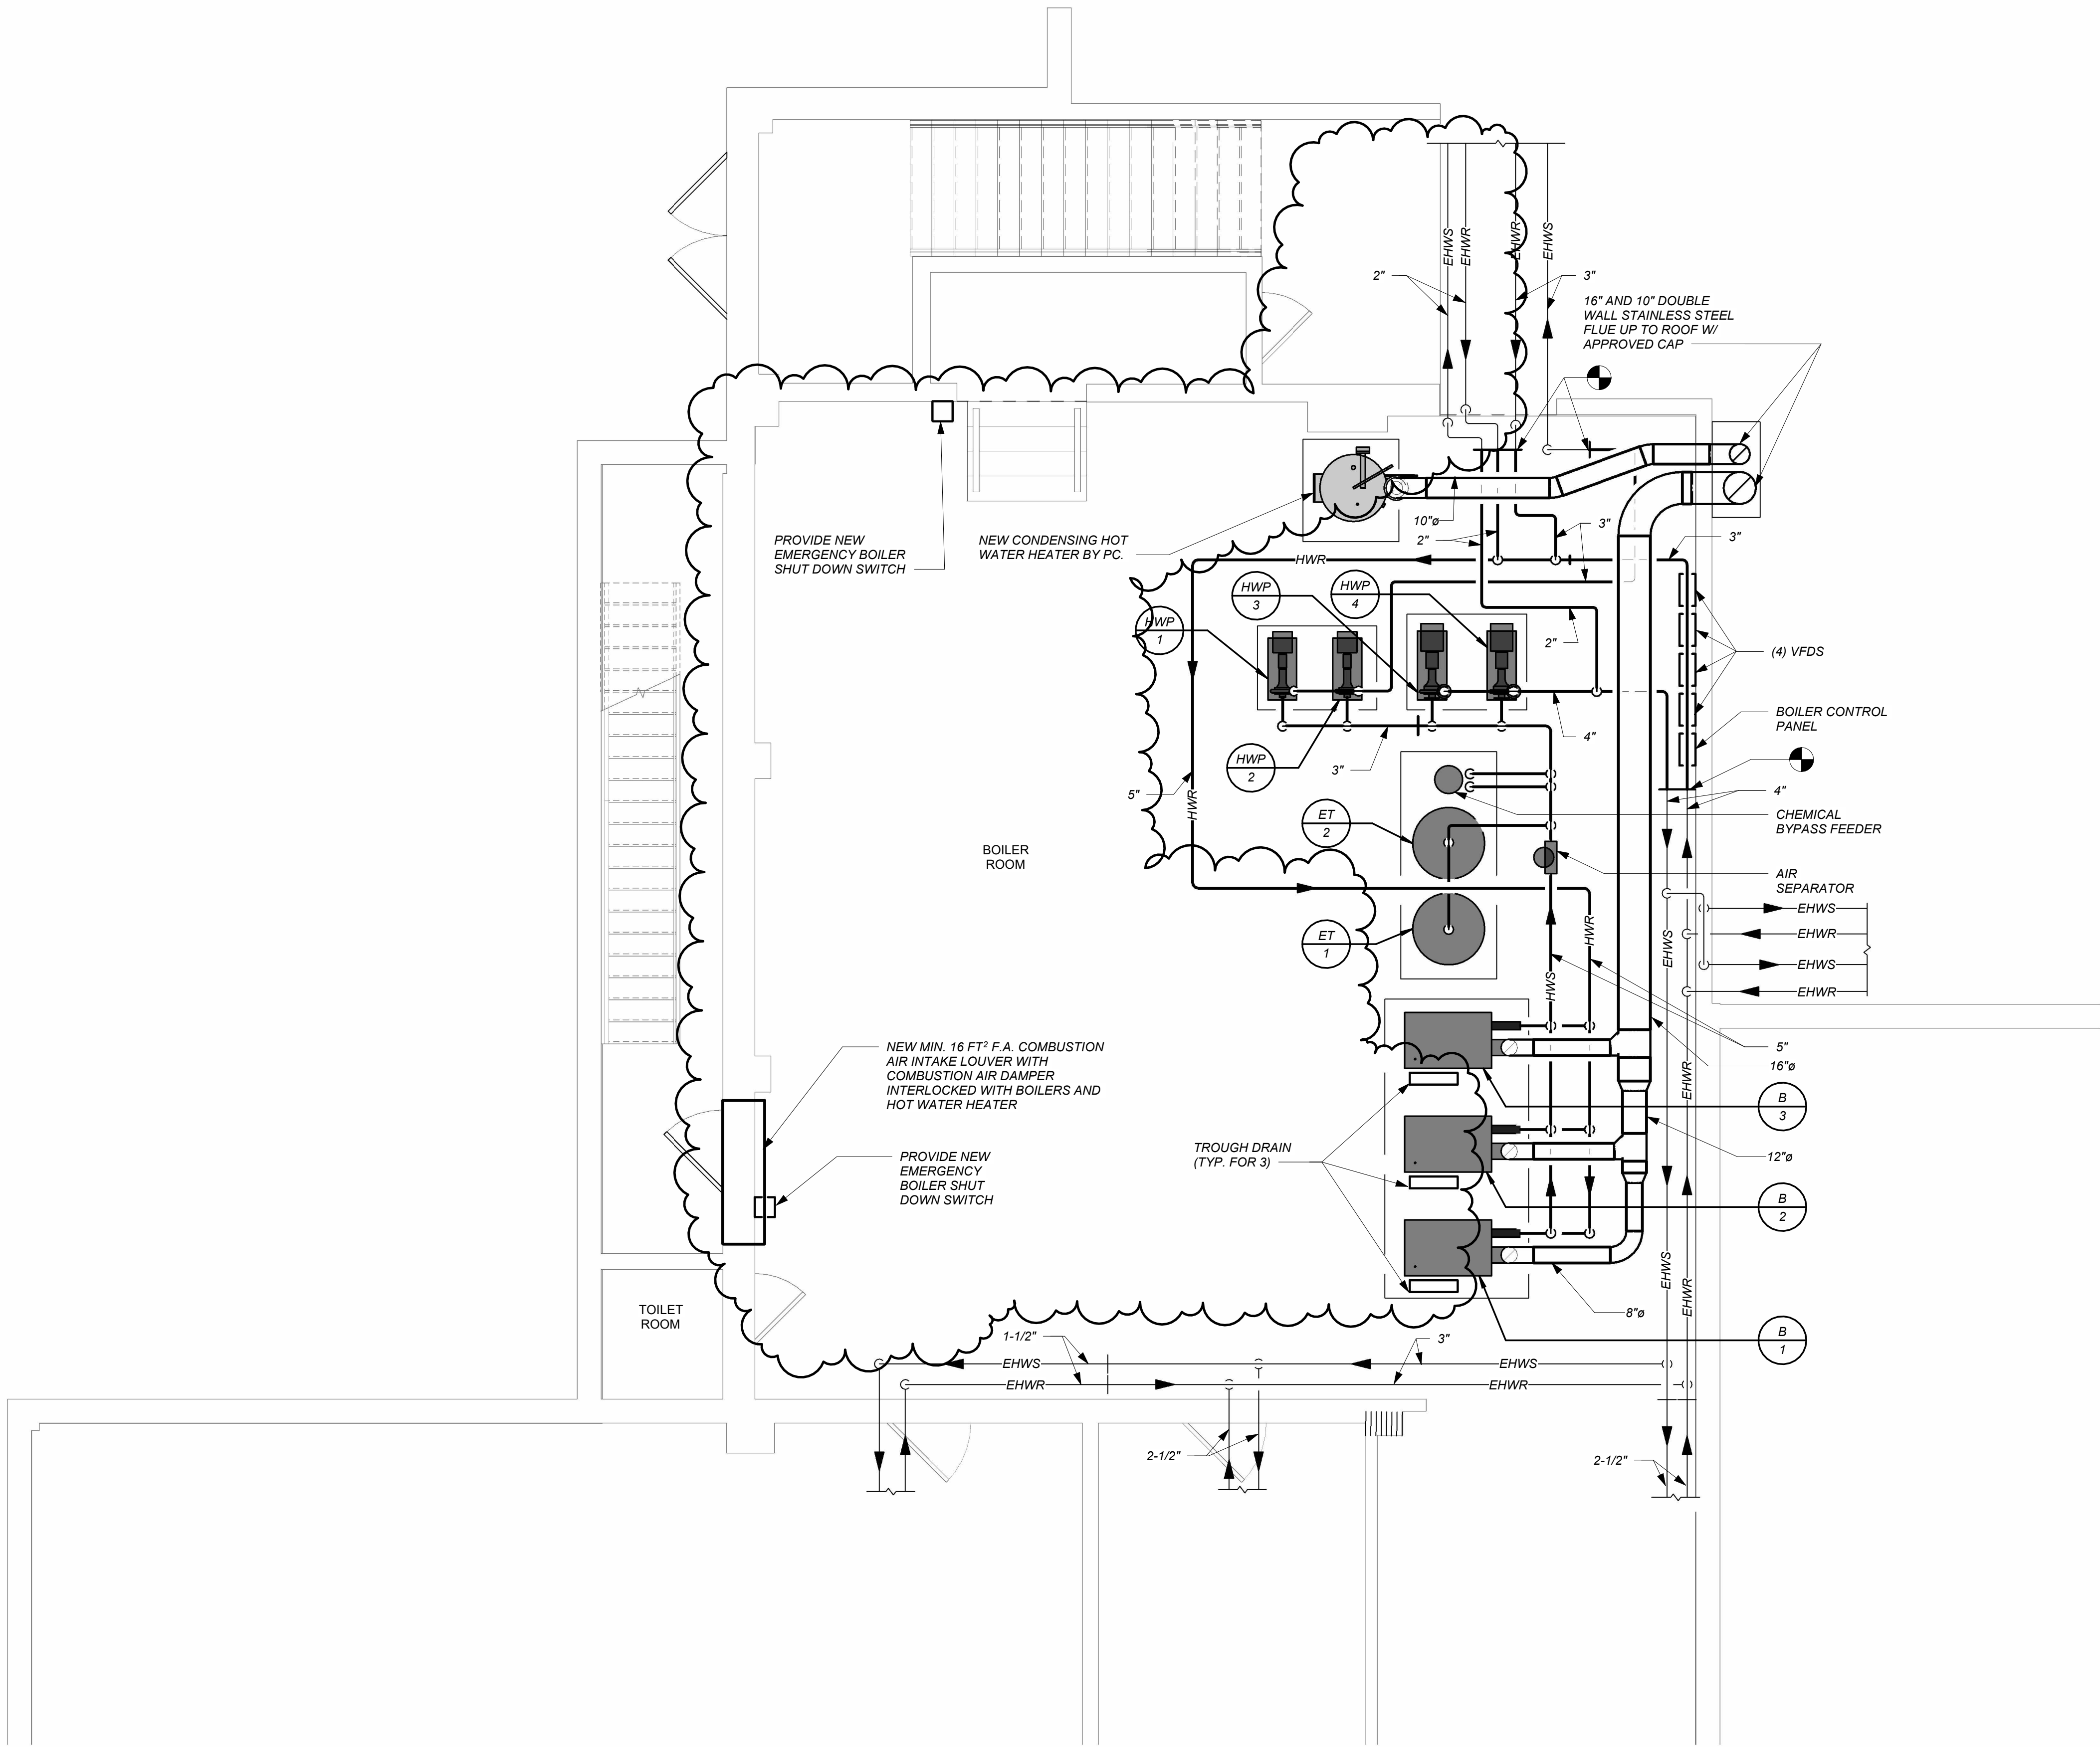 EHWS
EHWR
EHWR
EHWS
2"
3"
16" AND 10" DOUBLE
WALL STAINLESS STEEL
FLUE UP TO ROOF W/
APPROVED CAP
PROVIDE NEW
EMERGENCY BOILER
SHUT DOWN SWITCH
NEW CONDENSING HOT
WATER HEATER BY PC.
10"ø
2"
3"
3"
HWR
HWP
1
HWP
3
HWP
4
2"
(4) VFDS
BOILER CONTROL
PANEL
4"
HWP
2
3"
5"
HWR
4"
CHEMICAL
BYPASS FEEDER
ET
2
BOILER
ROOM
AIR
SEPARATOR
EHWS
EHWR
EHWS
EHWR
ET
1
HWR
EHWS
HWS
NEW MIN. 16 FT² F.A. COMBUSTION
AIR INTAKE LOUVER WITH
COMBUSTION AIR DAMPER
INTERLOCKED WITH BOILERS AND
HOT WATER HEATER
5"
16"ø
EHWR
B
3
TROUGH DRAIN
(TYP. FOR 3)
12"ø
PROVIDE NEW
EMERGENCY
BOILER SHUT
DOWN SWITCH
B
2
EHWS
EHWR
TOILET
ROOM
8"ø
B
1
1-1/2"
3"
EHWS
EHWS
EHWR
EHWR
2-1/2"
2-1/2"